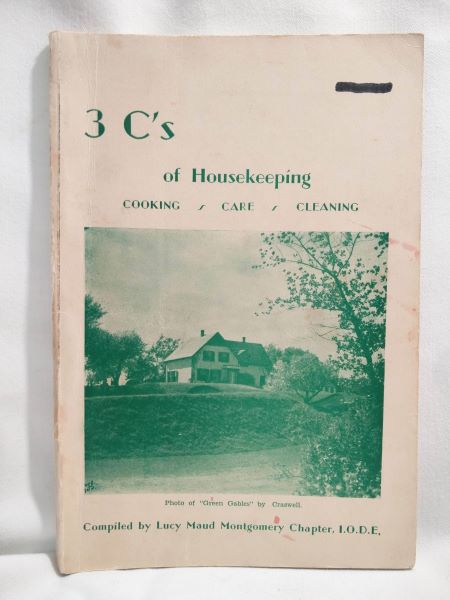 3 C's
of Housekeeping
COOKING , CARE , CLEANING
Photo of "Green Gables" by Craswell.
Compiled by Lucy Maud Montgomery Chapter, I.O.D.E,